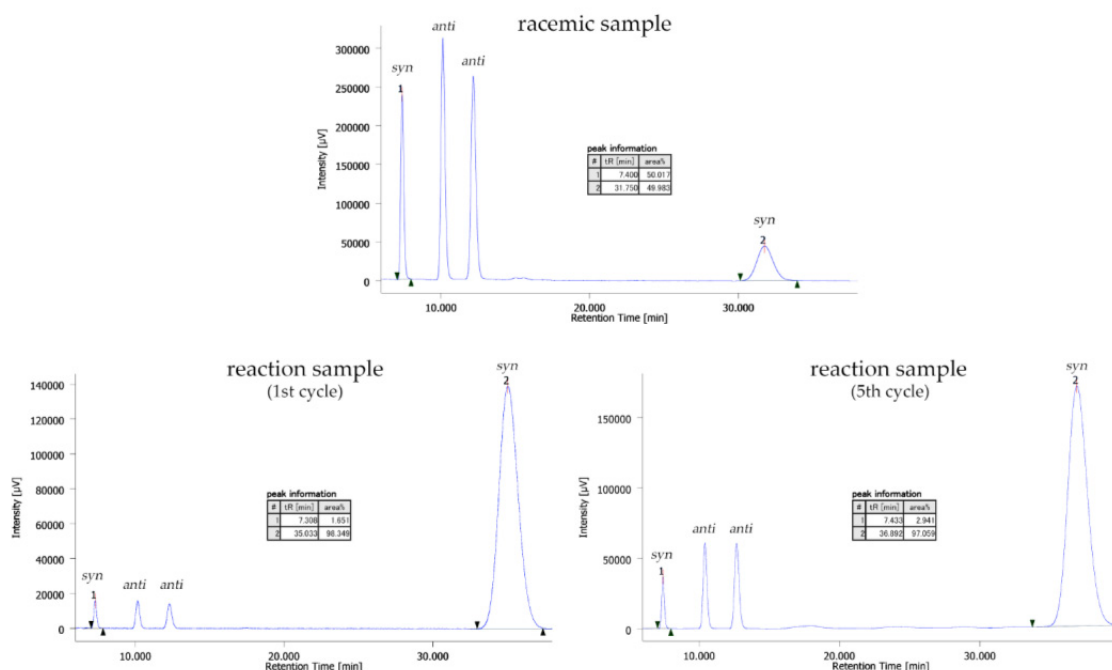 racemic sample
anti
syn
anti
1
300000
250000
200000
150000
100000
50000
0
Intensity [µV]
peak information
# tR [min] area%
1 7.400 50.017
2 31.750 49.983
syn
2
10.000 20.000 30.000
Retention Time [min]
reaction sample
(1st cycle)
syn
2
140000
120000
100000
80000
60000
40000
20000
0
Intensity [µV]
peak information
# tR [min] area%
1 7.308 1.651
2 35.033 98.349
syn anti anti
1
10.000 20.000 30.000
Retention Time [min]
reaction sample
(5th cycle)
syn
2
150000
100000
50000
0
Intensity [µV]
peak information
# tR [min] area%
1 7.433 2.941
2 36.892 97.059
anti anti
syn
1
10.000 20.000 30.000
Retention Time [min]